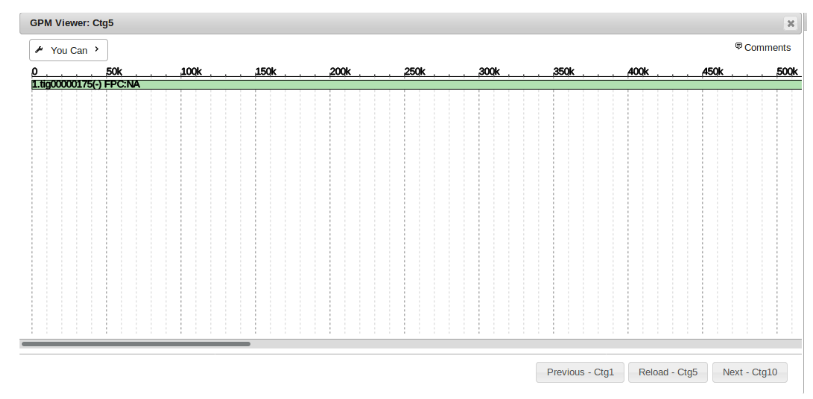 GPM Viewer: Ctg5
You Can
Comments
0 50k 100k 150k 200k 250k 300k 350k 400k 450k 500k
1.tig00000175(-) FPC:NA
Previous - Ctg1 Reload - Ctg5 Next - Ctg10